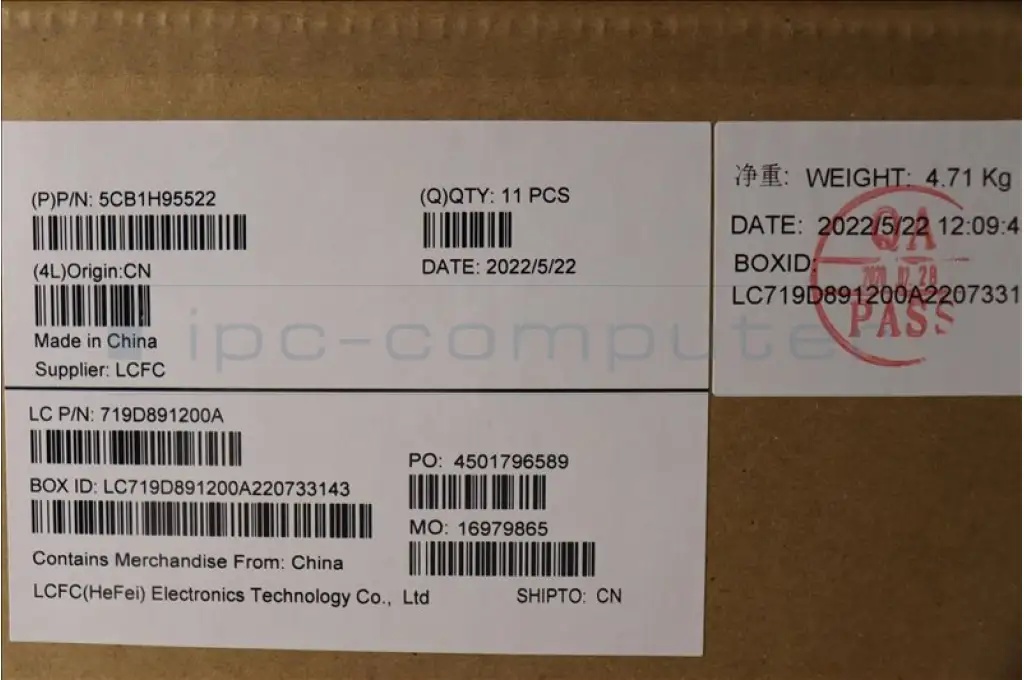 (P)P/N: 5CB1H95522
(4L)Origin:CN
Made in China
Supplier: LCFC
(Q)QTY: 11 PCS
DATE: 2022/5/22
LC P/N: 719D891200A
BOX ID: LC719D891200A220733143
Contains Merchandise From: China
LCFC(HeFei) Electronics Technology Co., Ltd
PO: 4501796589
MO: 16979865
SHIPTO: CN
净重: WEIGHT: 4.71 Kg
DATE: 2022/5/22 12:09:4
BOXID:
LC719D891200A2207331
QA
PASS
ipc-compute